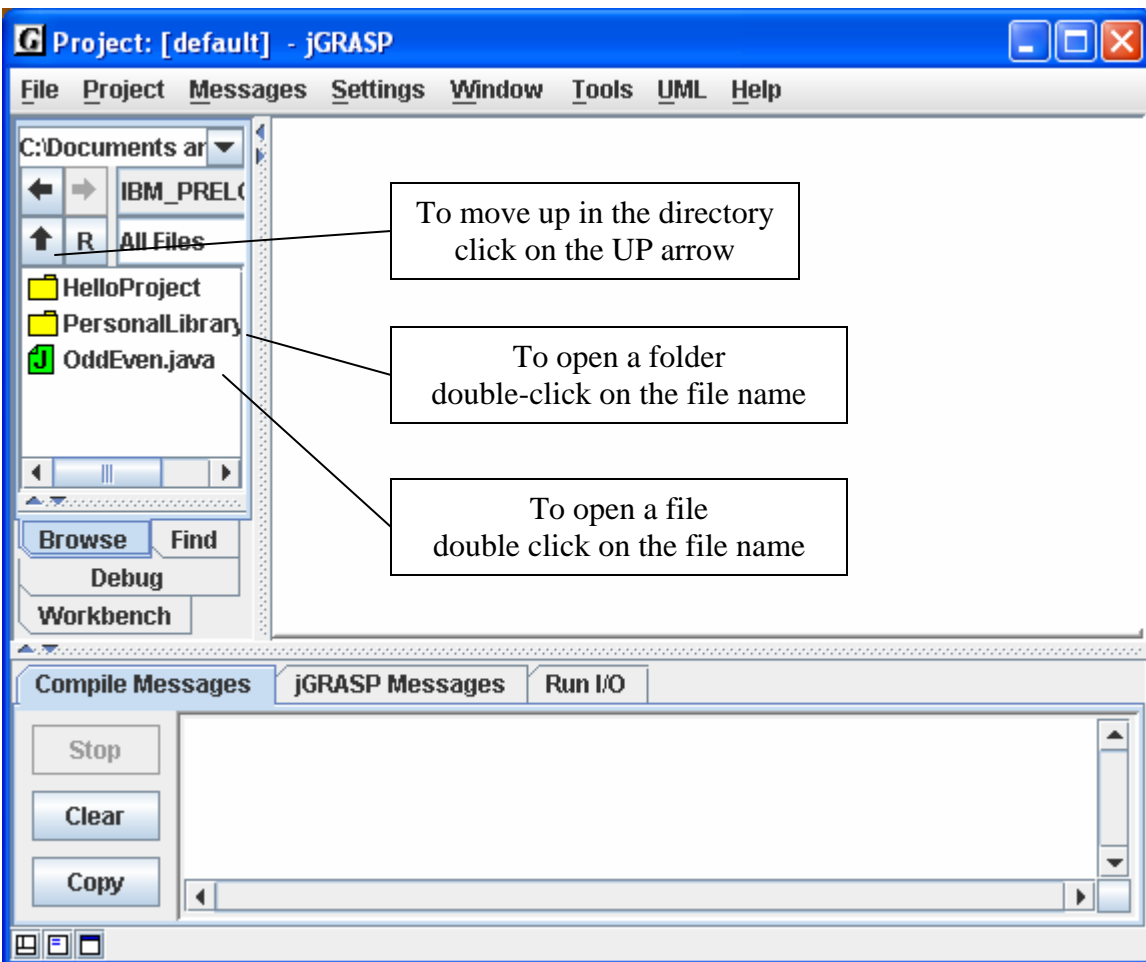 Project: [default] - jGRASP
File Project Messages Settings Window Tools UML Help
C:\Documents ar
IBM_PREL
R All Files
HelloProject
PersonalLibrary
OddEven.java
To move up in the directory
click on the UP arrow
To open a folder
double-click on the file name
To open a file
double click on the file name
Browse Find
Debug
Workbench
Compile Messages jGRASP Messages Run I/O
Stop
Clear
Copy